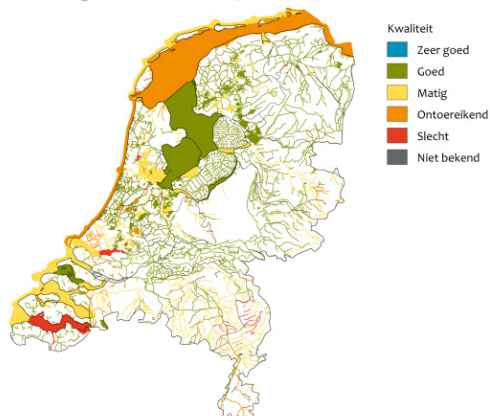 Kwaliteit
Zeer goed
Goed
Matig
Ontoereikend
Slecht
Niet bekend